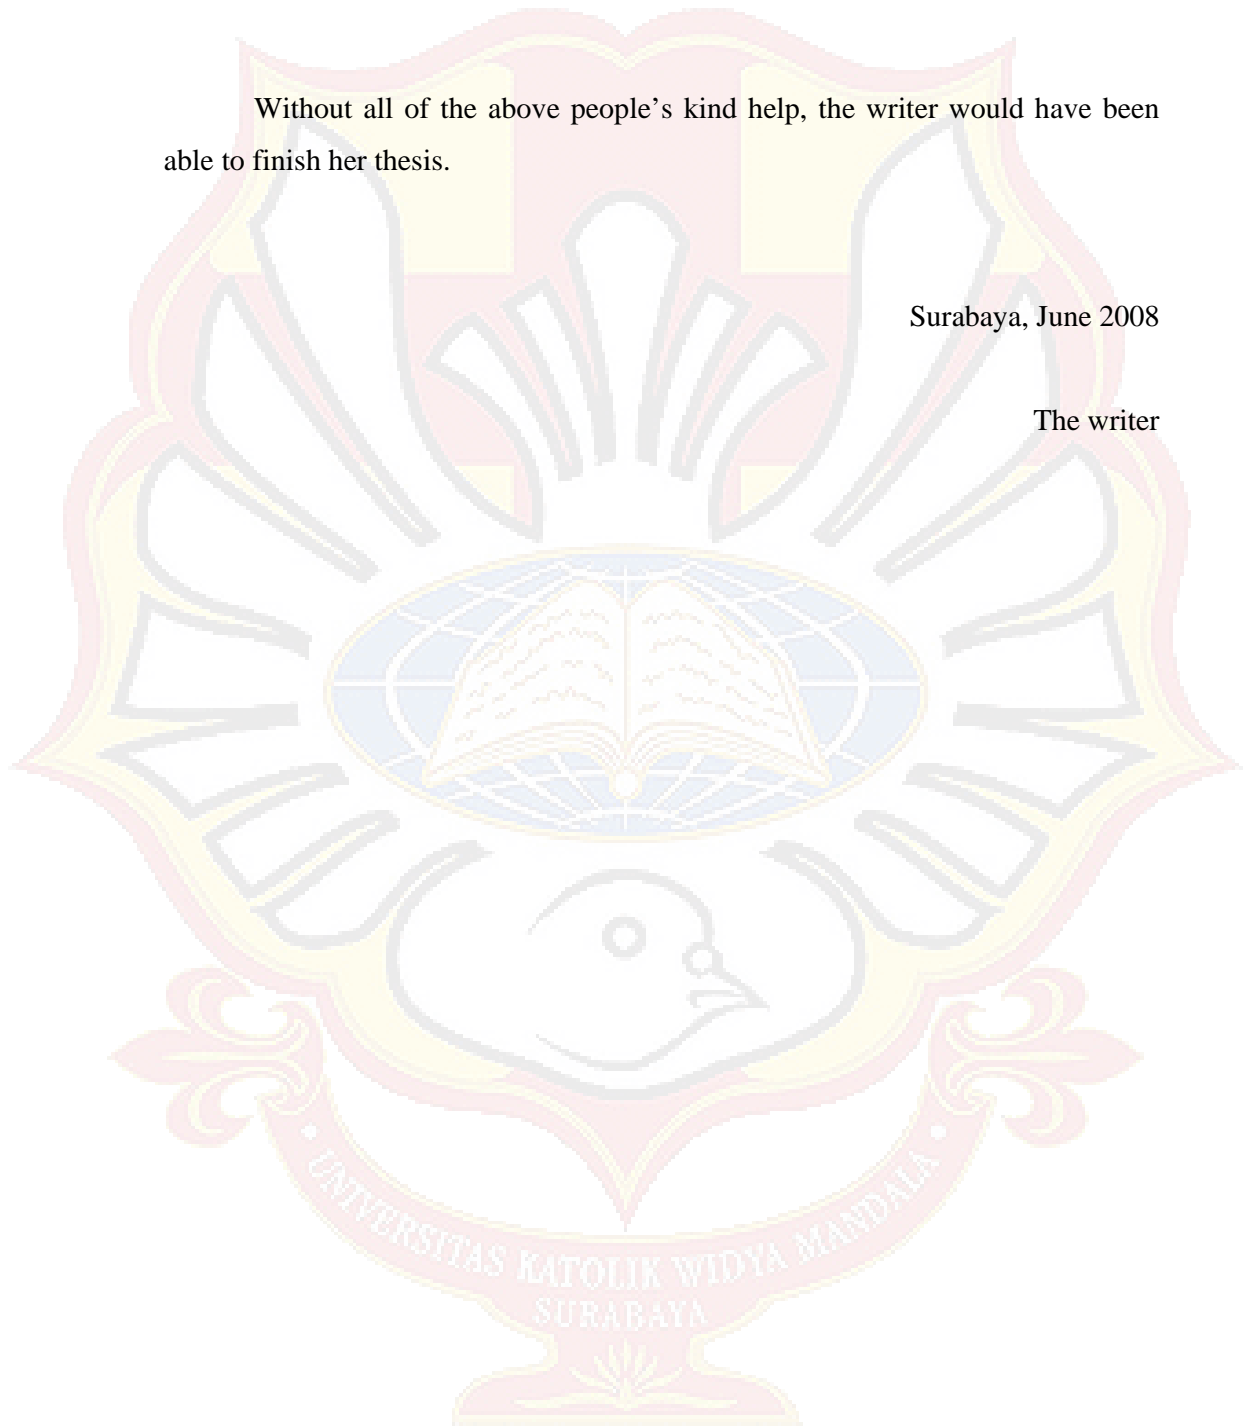 Without all of the above people’s kind help, the writer would have been
able to finish her thesis.
Surabaya, June 2008
The writer
UNIVERSITAS KATOLIK WIDYA MANDALA
SURABAYA